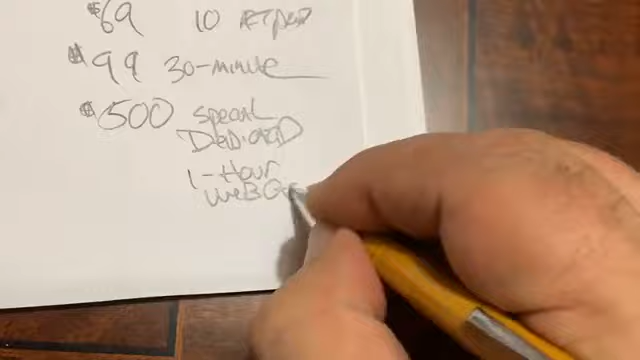 $69 10
$99 30-minute
$500 special
Dedicated
1-Hour